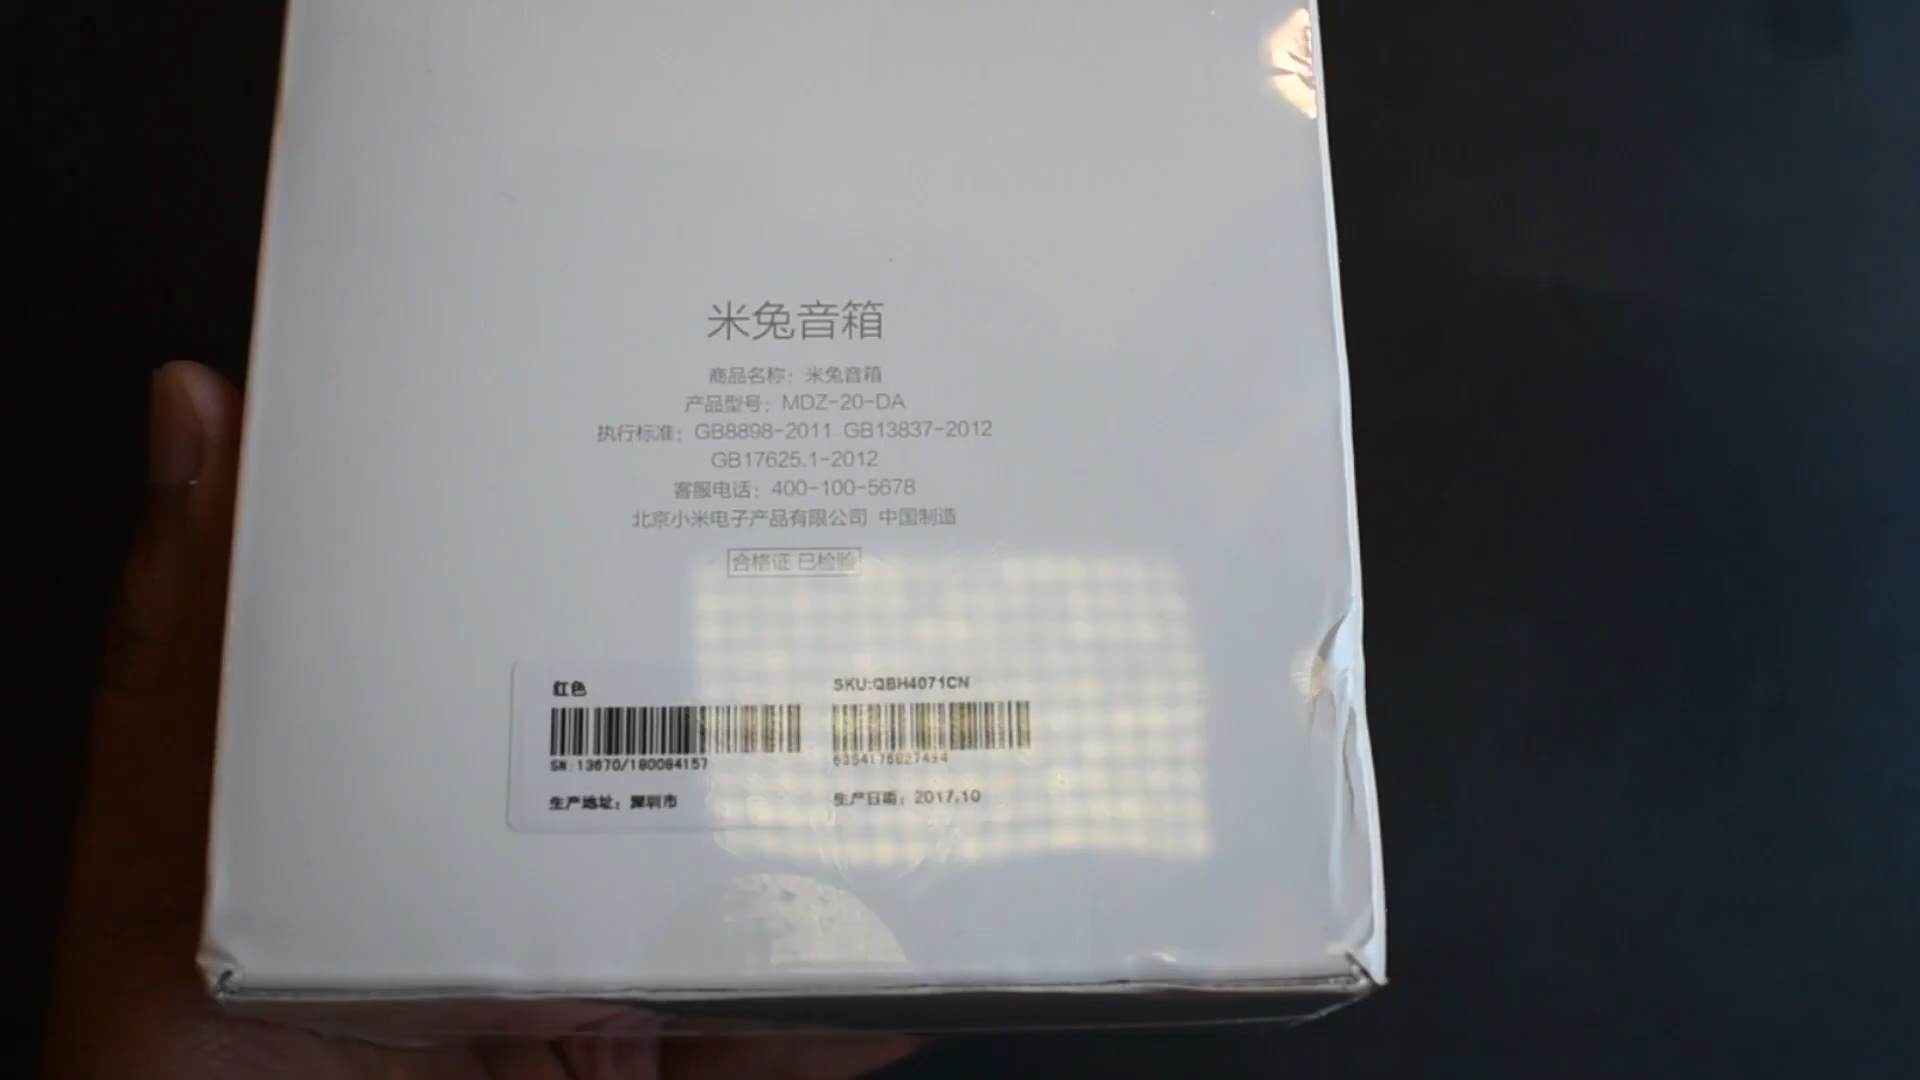 米兔音箱
商品名称：米兔音箱
产品型号：MDZ-20-DA
执行标准：GB8898-2011 GB13837-2012
GB17625.1-2012
客服电话：400-100-5678
北京小米电子产品有限公司 中国制造
合格证 已检验
红色
SKU:QBH4071CN
SN:13670/180084157
生产地址：深圳市
生产日期：2017.10